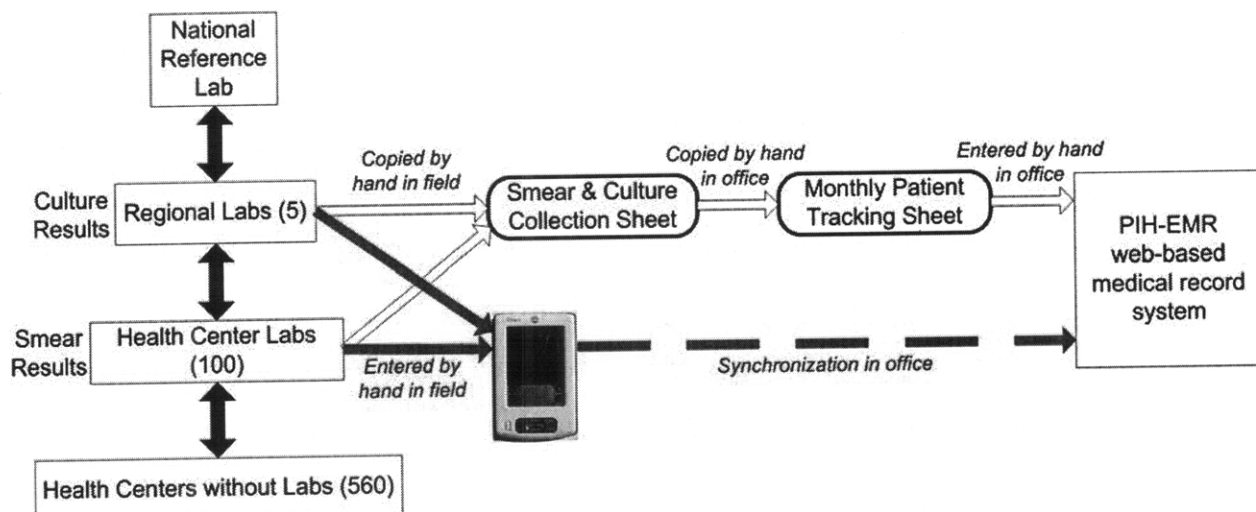 National
Reference
Lab
Culture
Results
Regional Labs (5)
Copied by
hand in field
Smear & Culture
Collection Sheet
Copied by hand
in office
Monthly Patient
Tracking Sheet
Entered by hand
in office
PIH-EMR
web-based
medical record
system
Smear
Results
Health Center Labs
(100)
Entered by
hand in field
Synchronization in office
Health Centers without Labs (560)